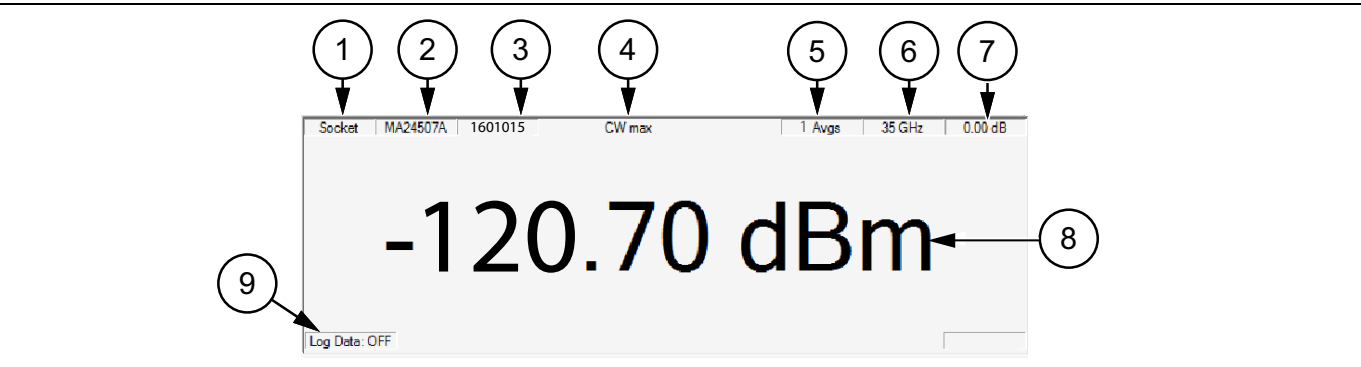 1 2 3 4 5 6 7
Socket MA24507A 1601015 CW max 1 Avgs 35 GHz 0.00 dB
-120.70 dBm 8
9
Log Data: OFF